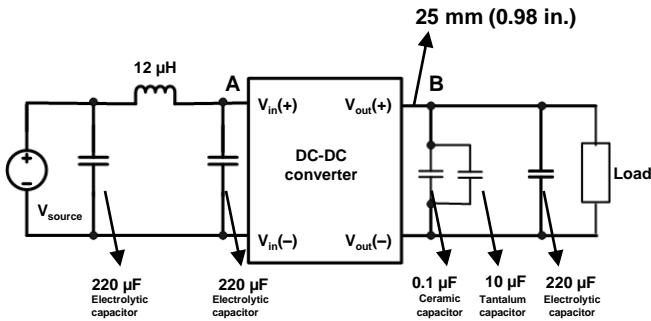 25 mm (0.98 in.)
12 µH
A
B
Vin(+)
Vout(+)
DC-DC
converter
+
−
Vsource
Load
Vin(–)
Vout(–)
220 µF
Electrolytic
capacitor
220 µF
Electrolytic
capacitor
0.1 µF
Ceramic
capacitor
10 µF
Tantalum
capacitor
220 µF
Electrolytic
capacitor